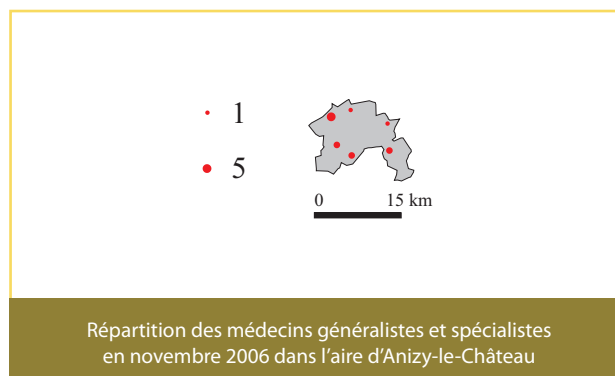 1
5
0 15 km
Répartition des médecins généralistes et spécialistes
en novembre 2006 dans l'aire d'Anizy-le-Château